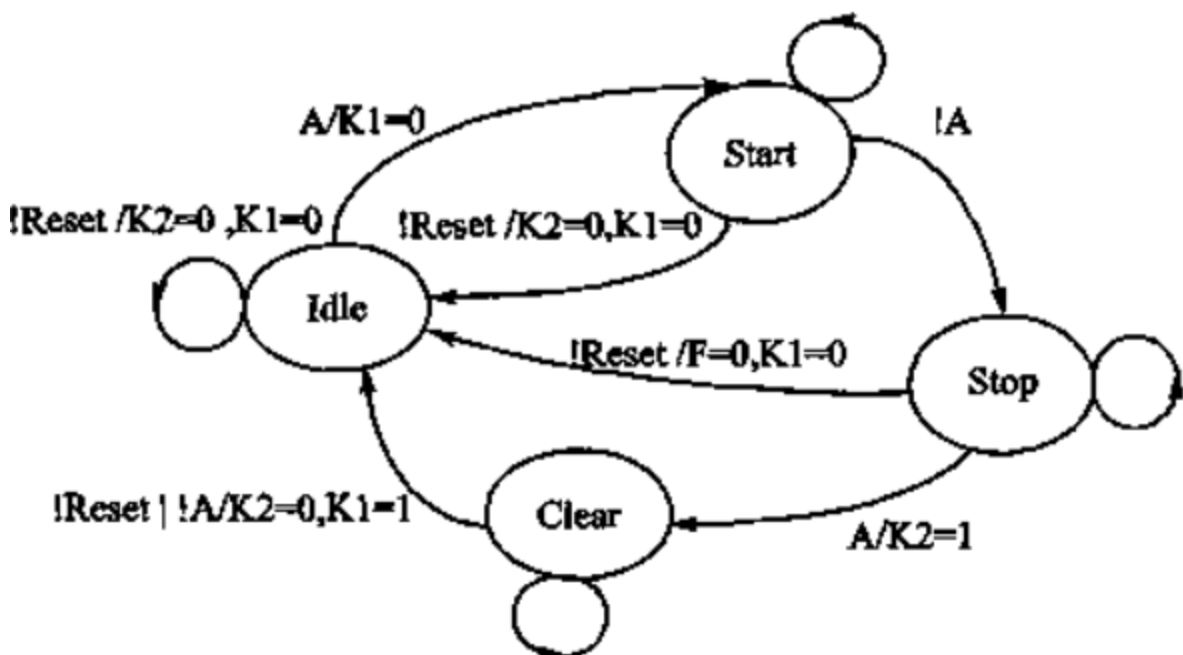 A/K1=0
Start
!A
!Reset /K2=0 ,K1=0
!Reset /K2=0,K1=0
Idle
!Reset /F=0,K1=0
Stop
!Reset | !A/K2=0,K1=1
Clear
A/K2=1